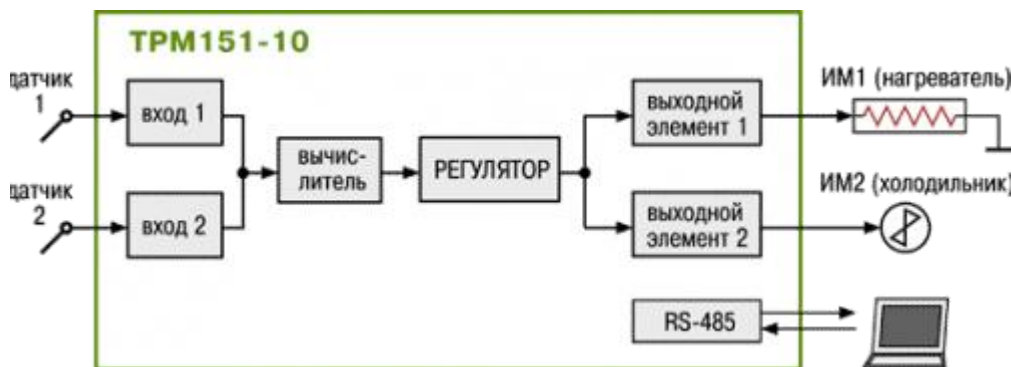 ТРМ151-10
датчик
1
вход 1
вычис-
литель
РЕГУЛЯТОР
выходной
элемент 1
ИМ1 (нагреватель)
датчик
2
вход 2
выходной
элемент 2
ИМ2 (холодильник)
RS-485